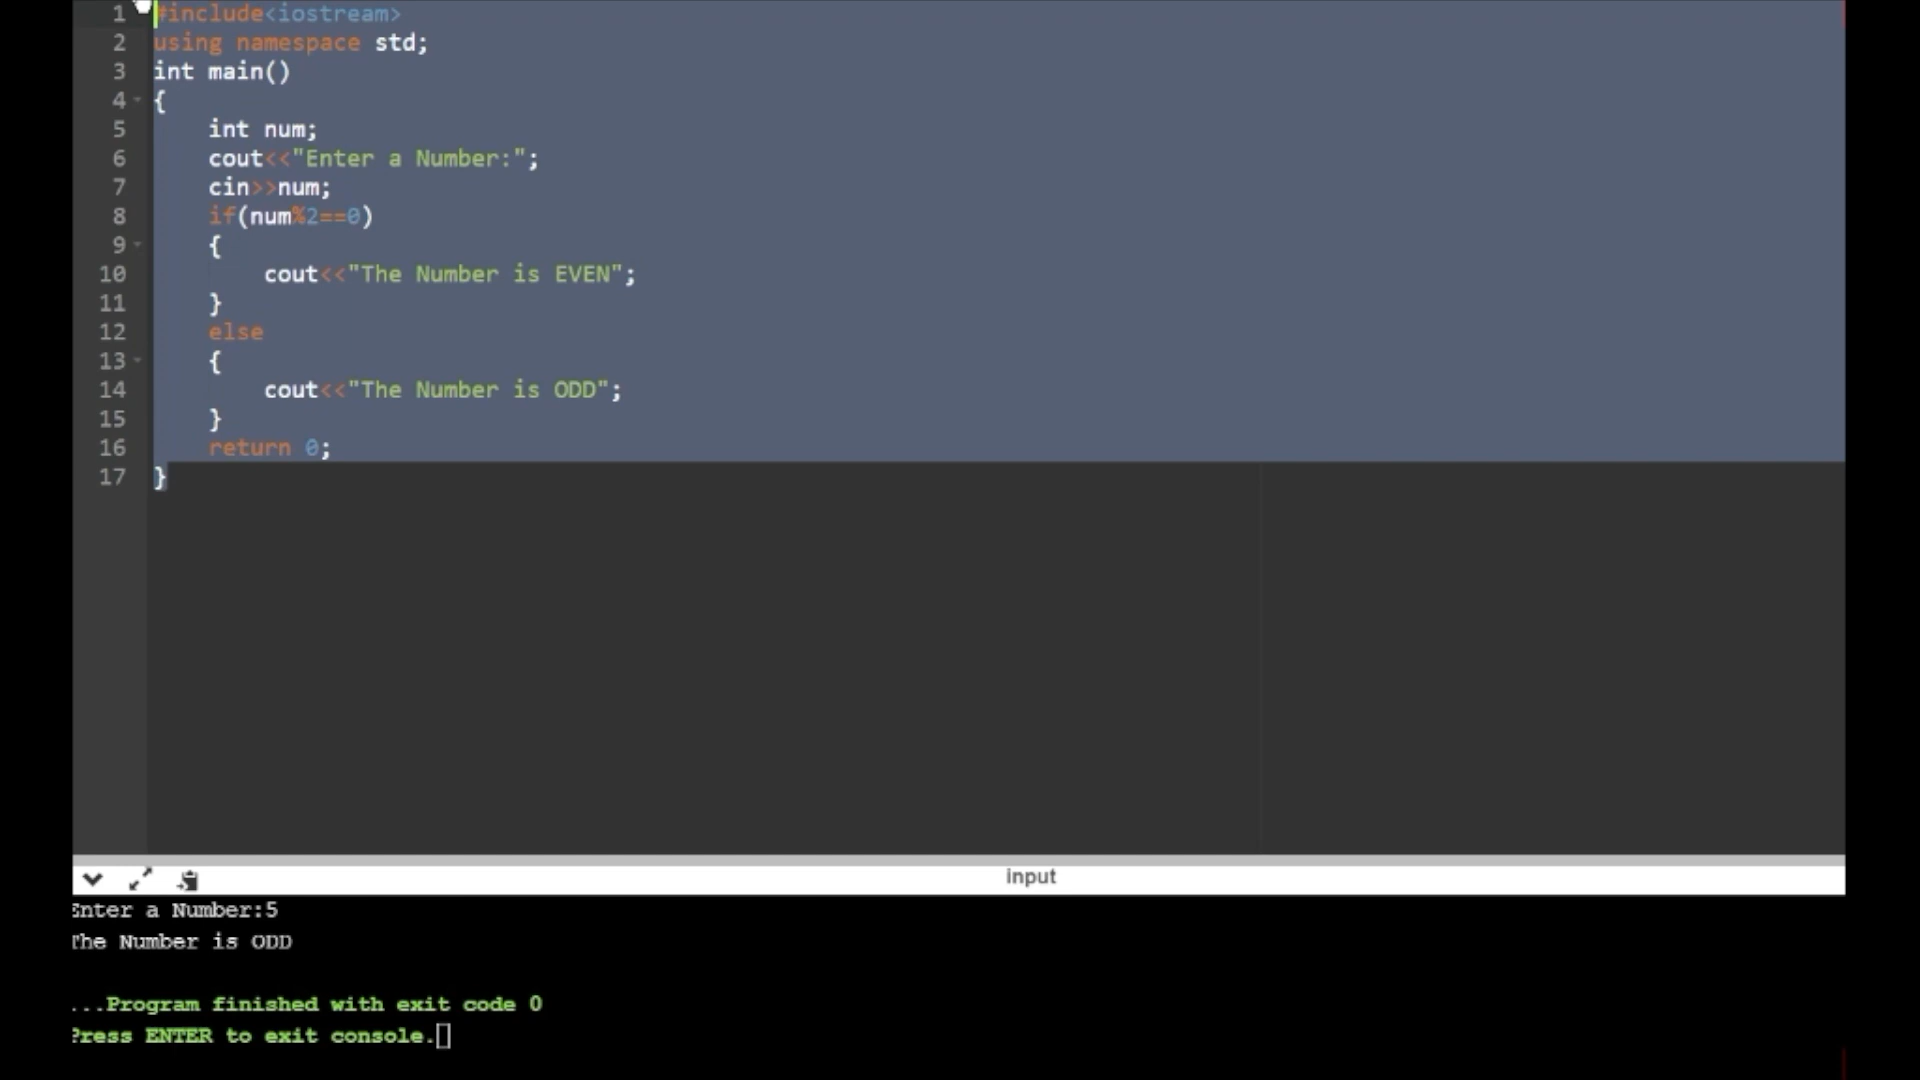 1 #include<iostream>
2 using namespace std;
3 int main()
4 {
5     int num;
6     cout<<"Enter a Number:";
7     cin>>num;
8     if(num%2==0)
9     {
10         cout<<"The Number is EVEN";
11     }
12     else
13     {
14         cout<<"The Number is ODD";
15     }
16     return 0;
17 }
input
Enter a Number:5
The Number is ODD
...Program finished with exit code 0
Press ENTER to exit console.